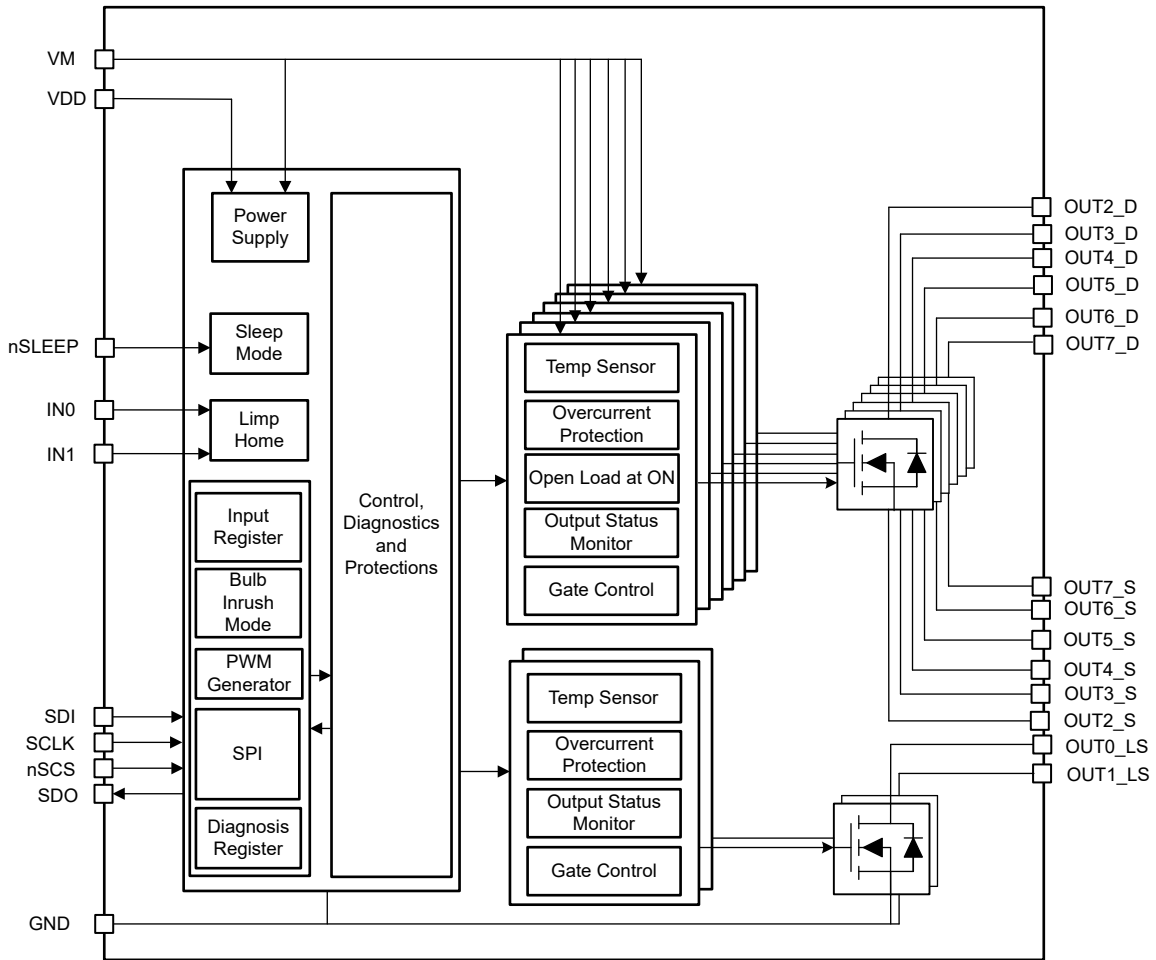 VM
VDD
nSLEEP
IN0
IN1
SDI
SCLK
nSCS
SDO
GND
Power
Supply
Sleep
Mode
Limp
Home
Input
Register
Bulb
Inrush
Mode
PWM
Generator
SPI
Diagnosis
Register
Control,
Diagnostics
and
Protections
Temp Sensor
Overcurrent
Protection
Open Load at ON
Output Status
Monitor
Gate Control
Temp Sensor
Overcurrent
Protection
Output Status
Monitor
Gate Control
OUT2_D
OUT3_D
OUT4_D
OUT5_D
OUT6_D
OUT7_D
OUT7_S
OUT6_S
OUT5_S
OUT4_S
OUT3_S
OUT2_S
OUT0_LS
OUT1_LS